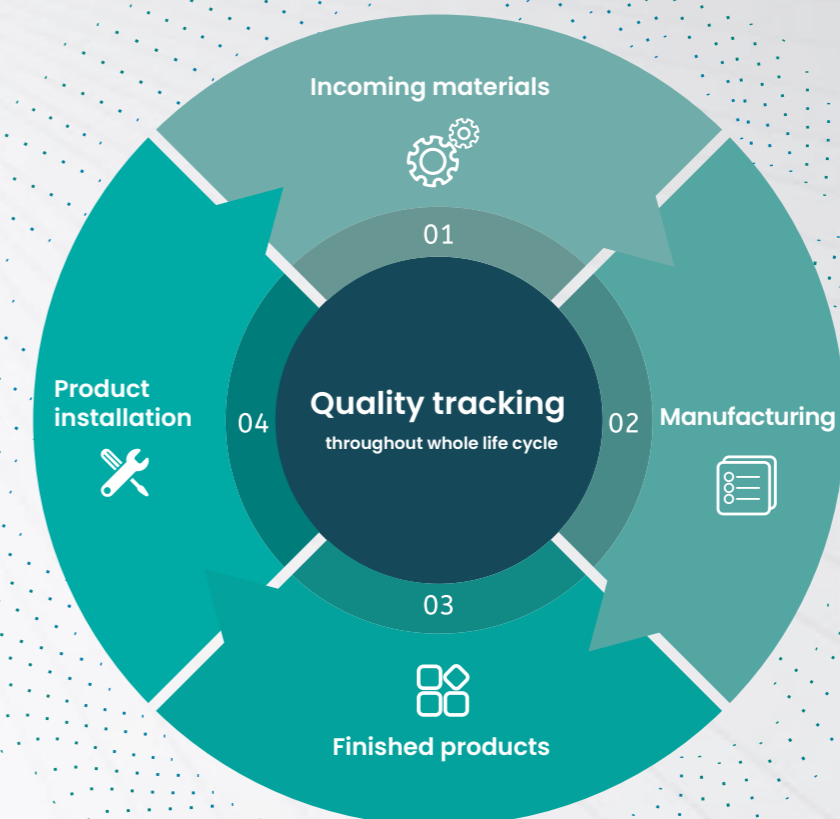 Incoming materials
01
Quality tracking
throughout whole life cycle
02
Manufacturing
03
Finished products
04
Product
installation